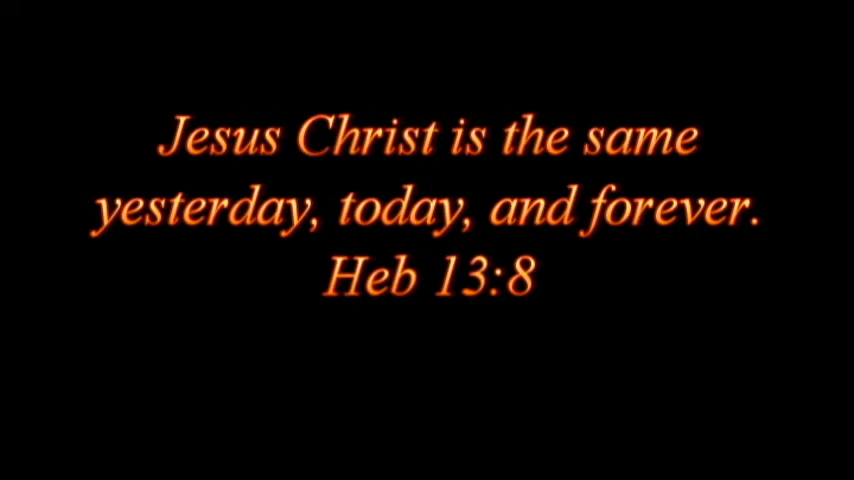 Jesus Christ is the same
yesterday, today, and forever.
Heb 13:8